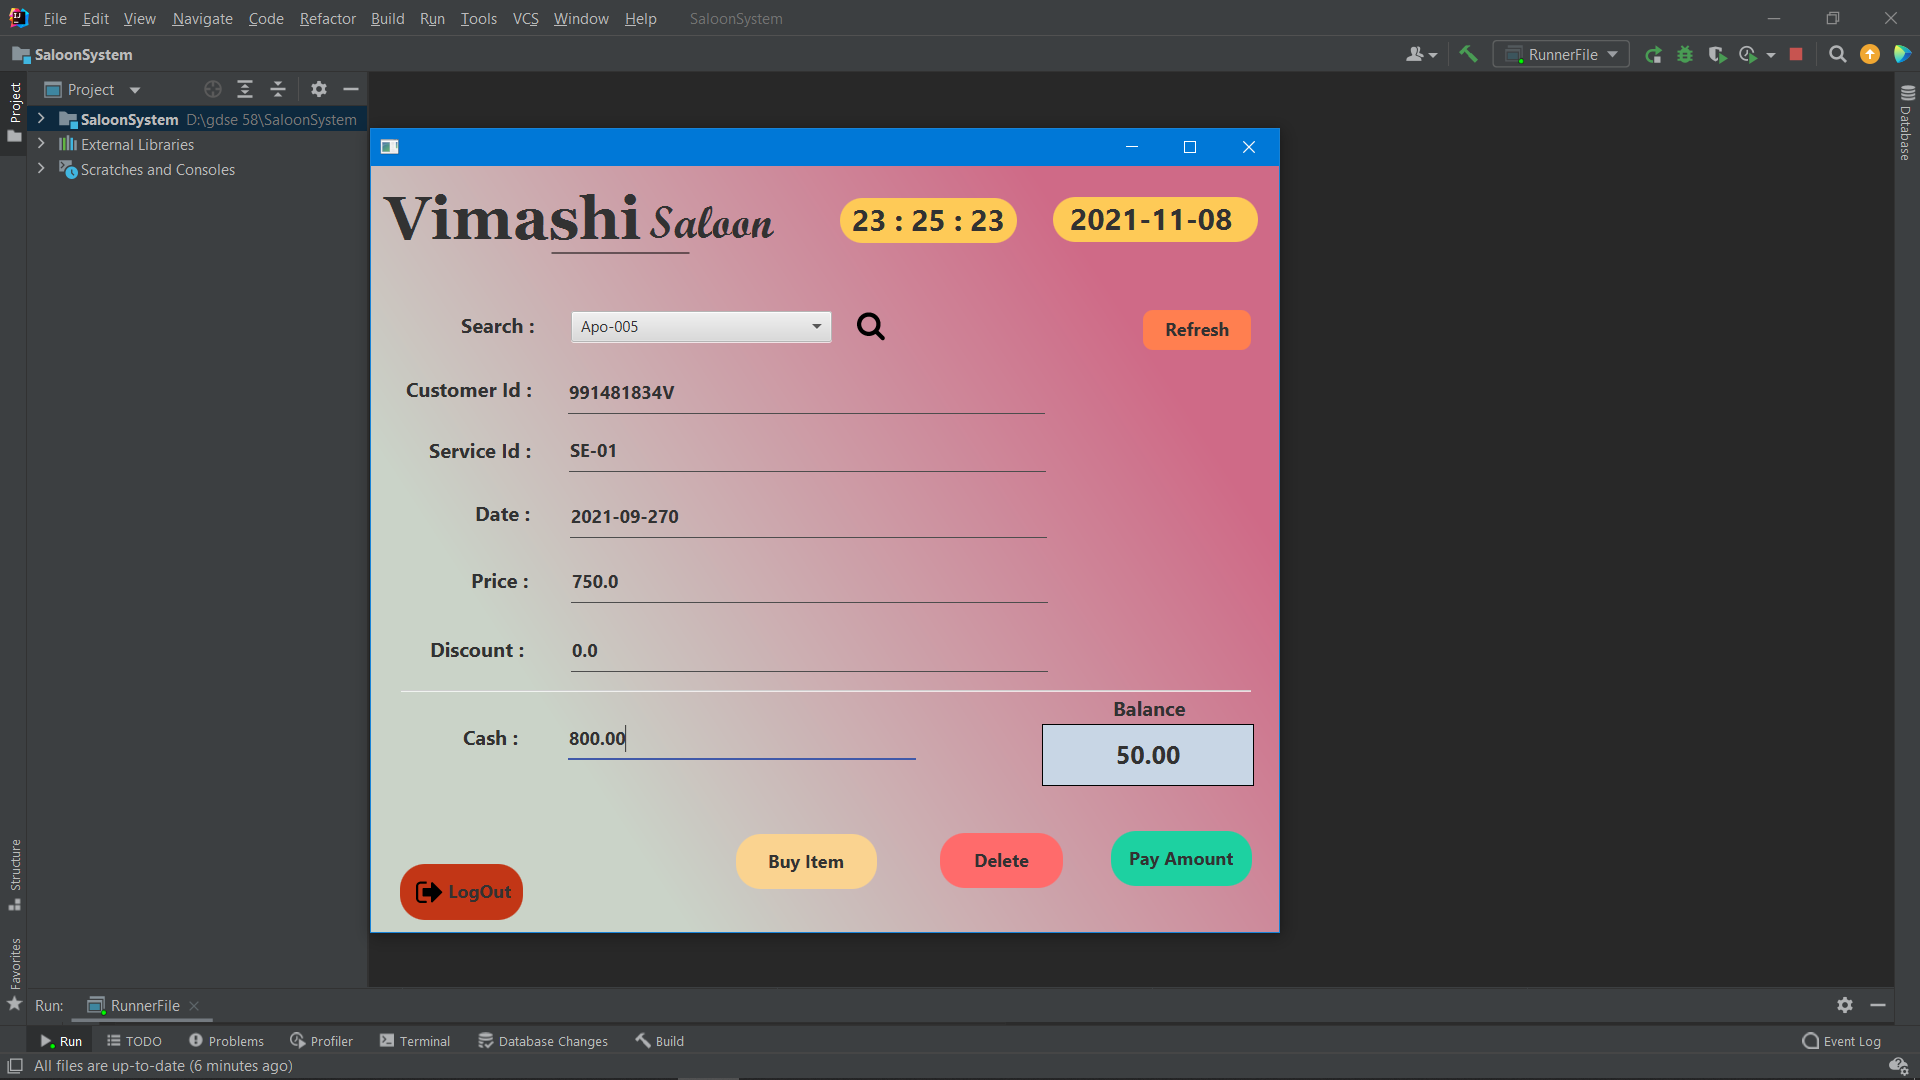 File Edit View Navigate Code Refactor Build Run Tools VCS Window Help SaloonSystem
SaloonSystem
RunnerFile
Project
Project
SaloonSystem D:\gdse 58\SaloonSystem
External Libraries
Scratches and Consoles
Database
Vimashi Saloon
23 : 25 : 23
2021-11-08
Search :
Apo-005
Refresh
Customer Id :
991481834V
Service Id :
SE-01
Date :
2021-09-270
Price :
750.0
Discount :
0.0
Cash :
800.00
Balance
50.00
Buy Item
Delete
Pay Amount
LogOut
Structure
Favorites
Run: RunnerFile
Run TODO Problems Profiler Terminal Database Changes Build Event Log
All files are up-to-date (6 minutes ago)